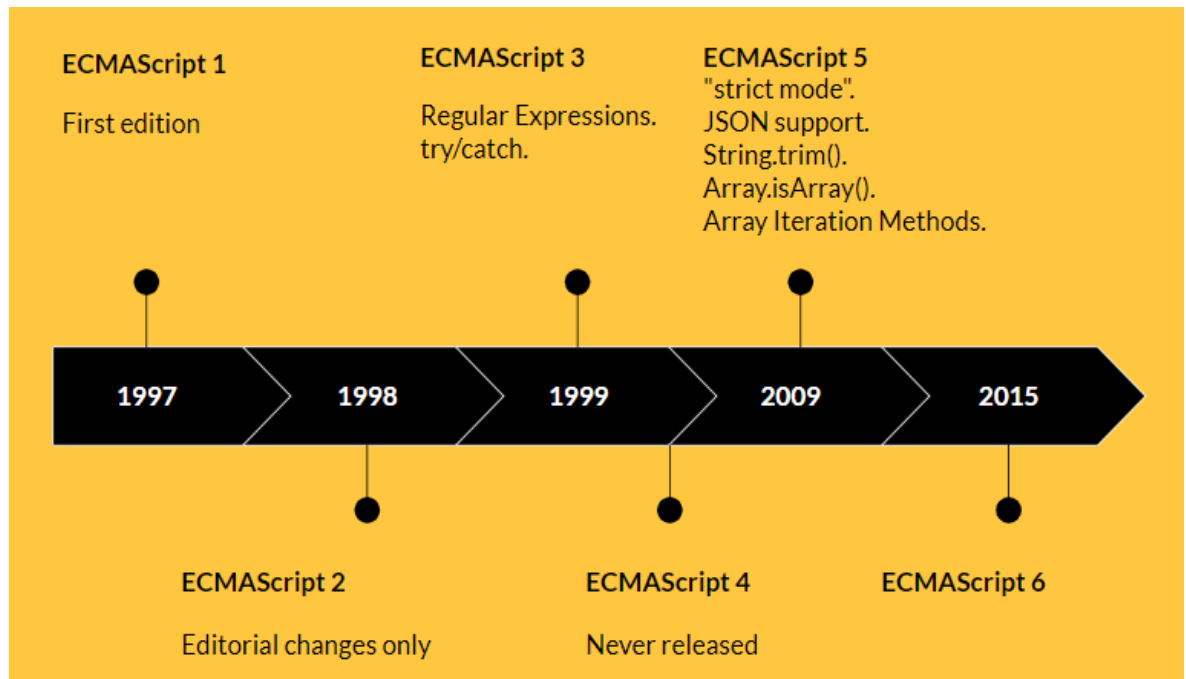 ECMAScript 1
First edition
ECMAScript 3
Regular Expressions.
try/catch.
ECMAScript 5
"strict mode".
JSON support.
String.trim().
Array.isArray().
Array Iteration Methods.
1997
1998
1999
2009
2015
ECMAScript 2
Editorial changes only
ECMAScript 4
Never released
ECMAScript 6